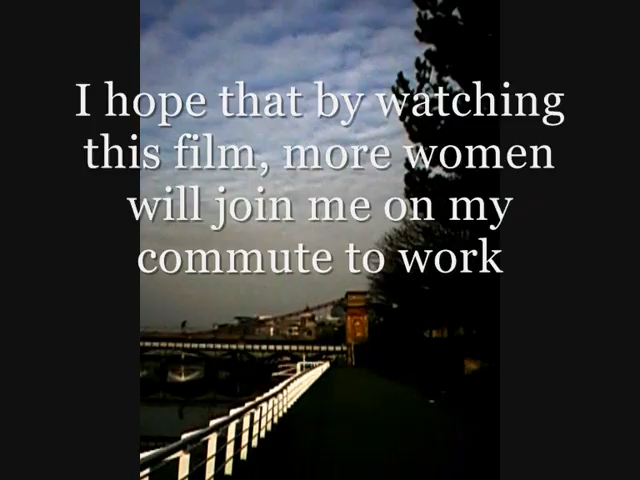 I hope that by watching
this film, more women
will join me on my
commute to work